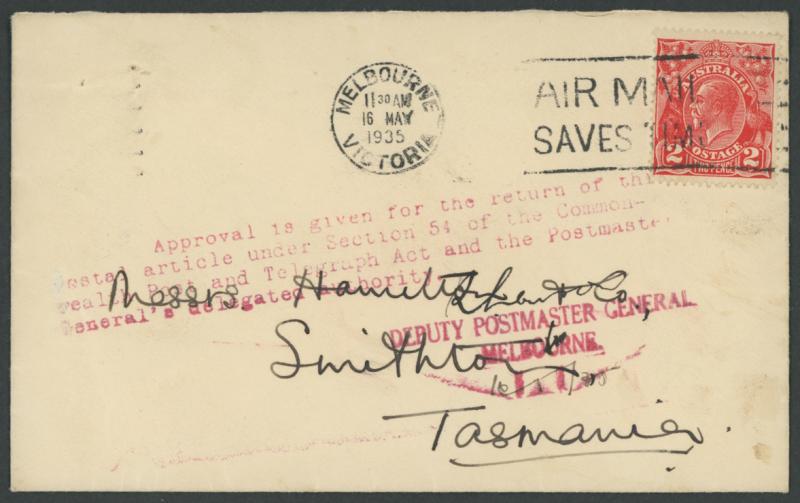 MELBOURNE
11 30 AM
16 MAY
1935
VICTORIA
AIR MAIL
SAVES TIME
AUSTRALIA
POSTAGE
2 2
TWO PENCE
Approval is given for the return of this
Postal article under Section 54 of the Common-
wealth Post and Telegraph Act and the Postmaster
General's delegated authority.
Messrs Hamilton
& Co.,
DEPUTY POSTMASTER GENERAL
MELBOURNE.
Smithton
Tasmania.